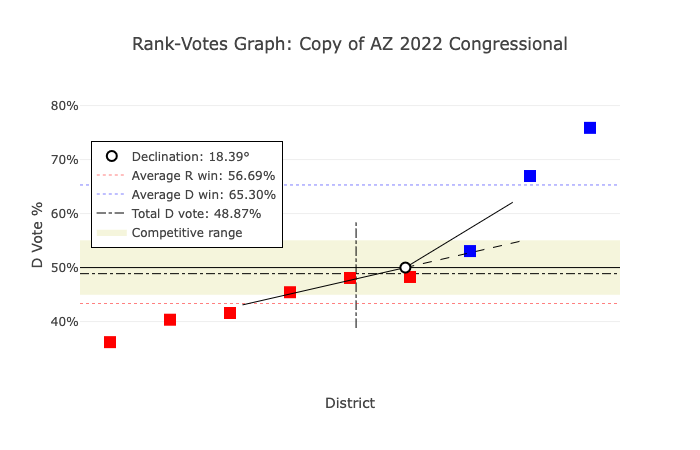 Rank-Votes Graph: Copy of AZ 2022 Congressional
80%
70%
60%
50%
40%
D Vote %
Declination: 18.39°
Average R win: 56.69%
Average D win: 65.30%
Total D vote: 48.87%
Competitive range
District